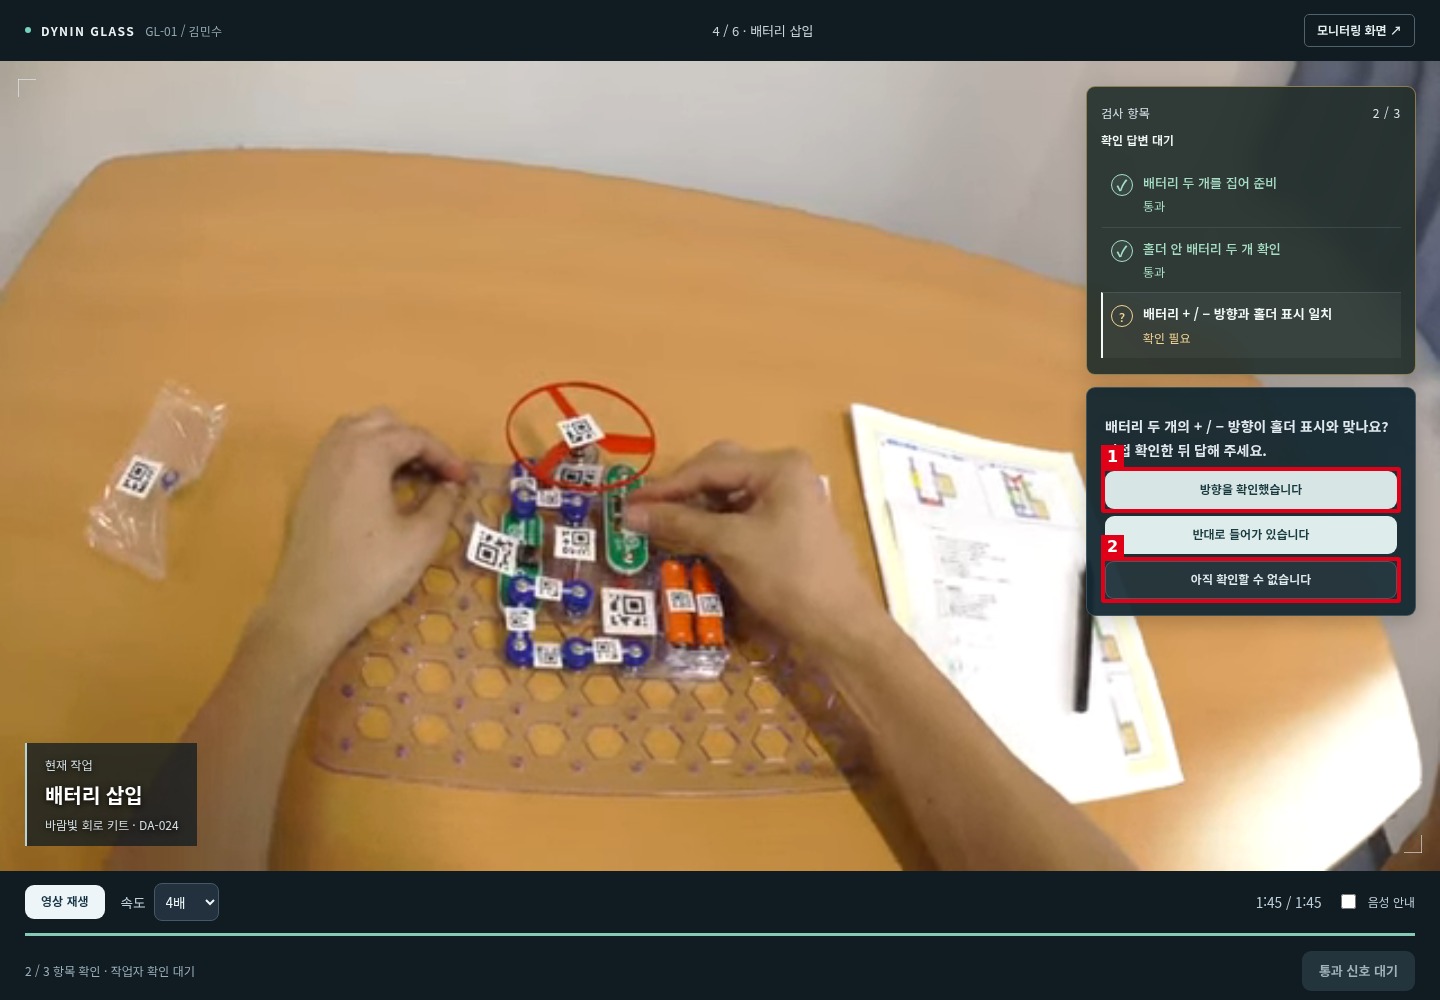 DYNIN GLASS GL-01 / 김민수
4 / 6 · 배터리 삽입
모니터링 화면 ↗
검사 항목 2 / 3
확인 답변 대기
배터리 두 개를 집어 준비
통과
홀더 안 배터리 두 개 확인
통과
? 배터리 + / − 방향과 홀더 표시 일치
확인 필요
배터리 두 개의 + / − 방향이 홀더 표시와 맞나요?
확인한 뒤 답해 주세요.
1
방향을 확인했습니다
반대로 들어가 있습니다
2
아직 확인할 수 없습니다
현재 작업
배터리 삽입
바람빛 회로 키트 · DA-024
영상 재생 속도 4배 1:45 / 1:45 음성 안내
2 / 3 항목 확인 · 작업자 확인 대기
통과 신호 대기